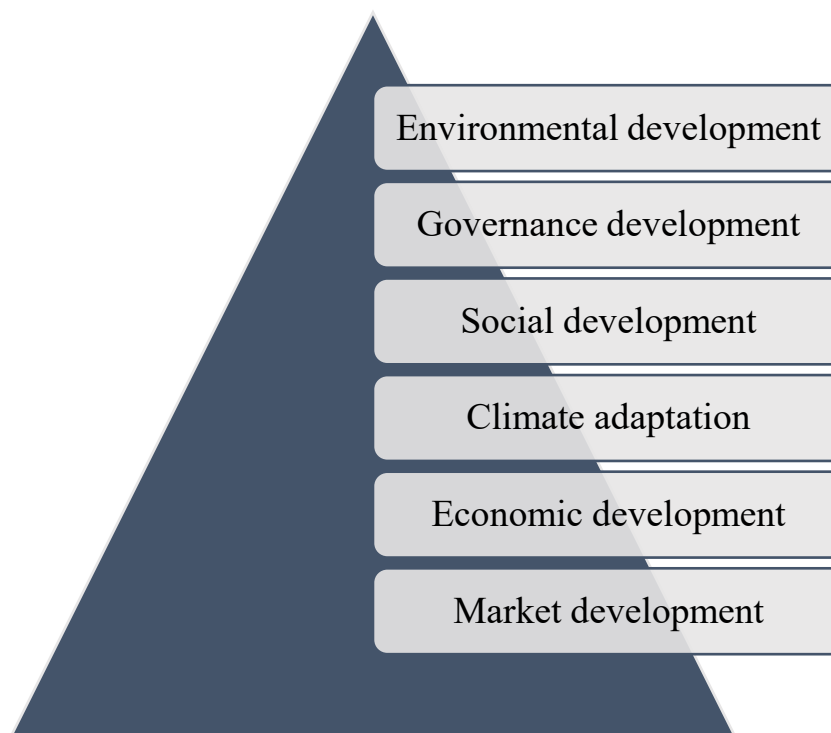 Environmental development
Governance development
Social development
Climate adaptation
Economic development
Market development